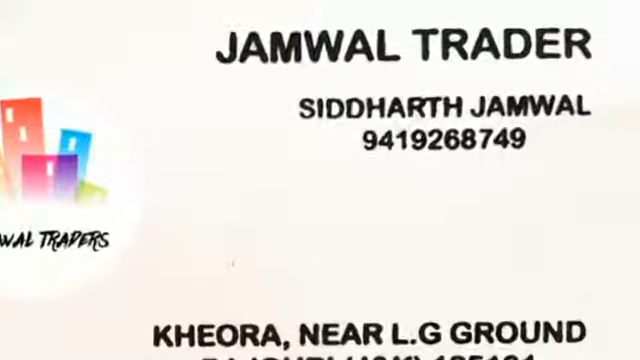 JAMWAL TRADER
SIDDHARTH JAMWAL
9419268749
WAL TRADERS
KHEORA, NEAR L.G GROUND